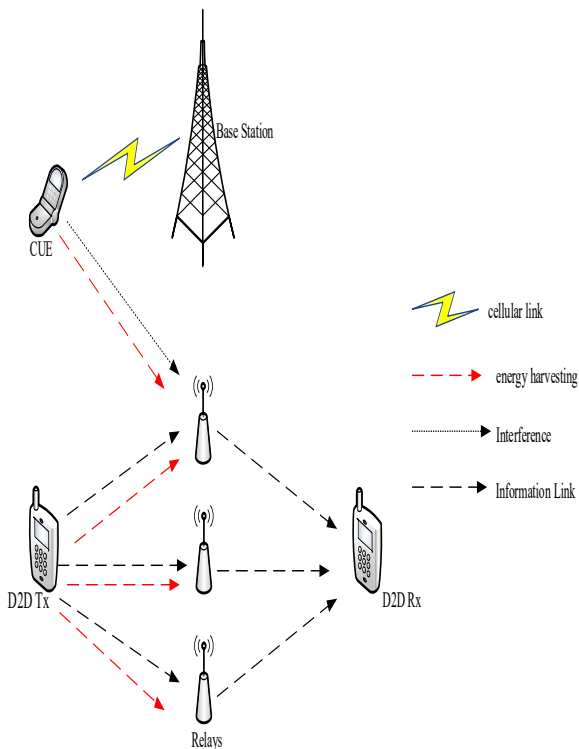 Base Station
CUE
cellular link
energy harvesting
Interference
Information Link
D2D Tx
D2D Rx
Relays